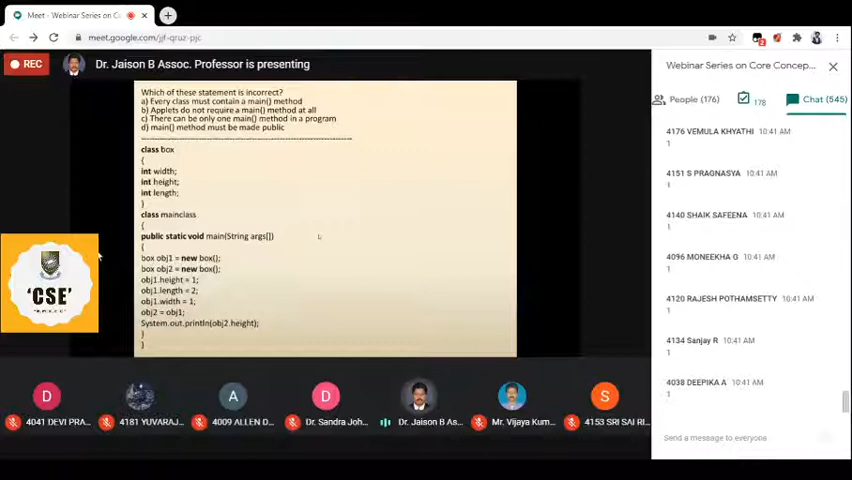 Meet - Webinar Series on C
meet.google.com/jjf-qruz-pjc
2
REC
Dr. Jaison B Assoc. Professor is presenting
Which of these statement is incorrect?
a) Every class must contain a main() method
b) Applets do not require a main() method at all
c) There can be only one main() method in a program
d) main() method must be made public
class box
{
int width;
int height;
int length;
}
class mainclass
{
public static void main(String args[])
{
box obj1 = new box();
box obj2 = new box();
obj1.height = 1;
obj1.length = 2;
obj1.width = 1;
obj2 = obj1;
System.out.println(obj2.height);
}
}
'CSE'
D
4041 DEVI PRA...
4181 YUVARAJ...
A
4009 ALLEN D...
D
Dr. Sandra Joh...
Dr. Jaison B As...
Mr. Vijaya Kum...
S
4153 SRI SAI RI...
Webinar Series on Core Concep...
People (176)
178
Chat (545)
4176 VEMULA KHYATHI 10:41 AM
1
4151 S PRAGNASYA 10:41 AM
1
4140 SHAIK SAFEENA 10:41 AM
1
4096 MONEEKHA G 10:41 AM
1
4120 RAJESH POTHAMSETTY 10:41 AM
1
4134 Sanjay R 10:41 AM
1
4038 DEEPIKA A 10:41 AM
1
Send a message to everyone